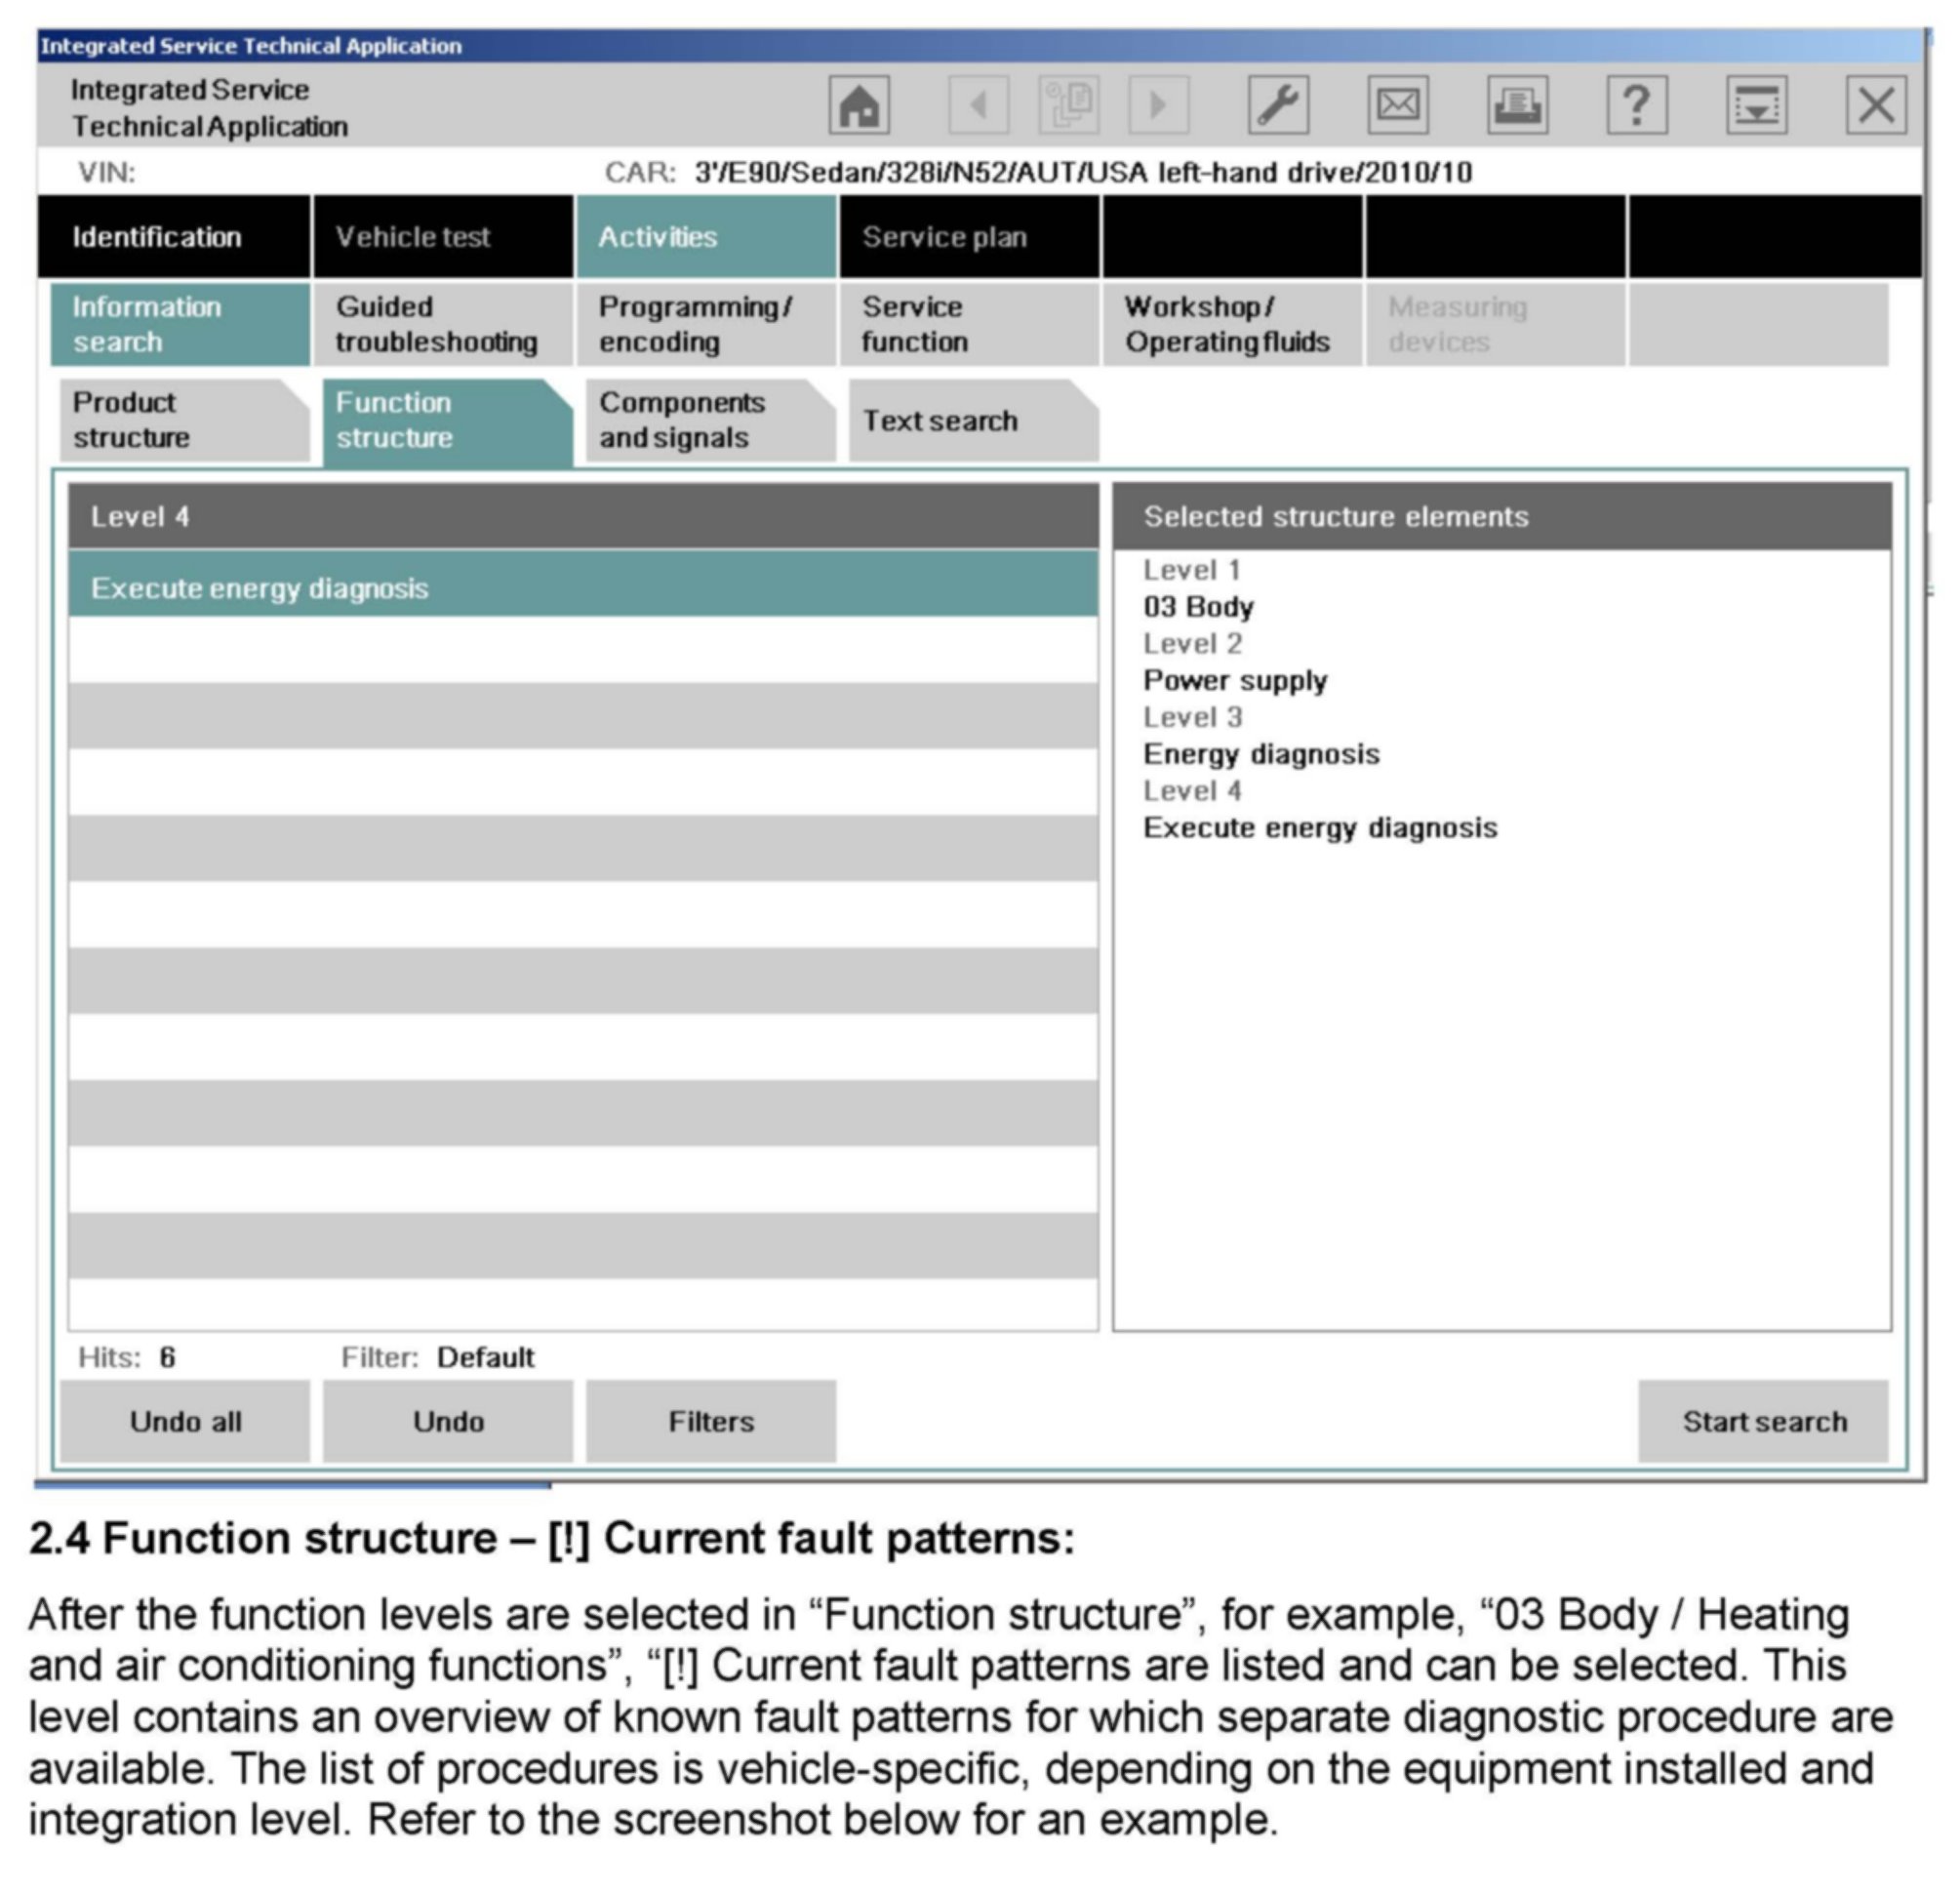 Integrated Service Technical Application
Integrated Service
Technical Application
VIN:
CAR: 3'/E90/Sedan/328i/N52/AUT/USA left-hand drive/2010/10
Identification
Vehicle test
Activities
Service plan
Information
search
Guided
troubleshooting
Programming/
encoding
Service
function
Workshop/
Operating fluids
Measuring
devices
Product
structure
Function
structure
Components
and signals
Text search
Level 4
Execute energy diagnosis
Selected structure elements
Level 1
03 Body
Level 2
Power supply
Level 3
Energy diagnosis
Level 4
Execute energy diagnosis
Hits: 6
Filter: Default
Undo all
Undo
Filters
Start search
2.4 Function structure – [!] Current fault patterns:
After the function levels are selected in “Function structure”, for example, “03 Body / Heating
and air conditioning functions”, “[!] Current fault patterns are listed and can be selected. This
level contains an overview of known fault patterns for which separate diagnostic procedure are
available. The list of procedures is vehicle-specific, depending on the equipment installed and
integration level. Refer to the screenshot below for an example.